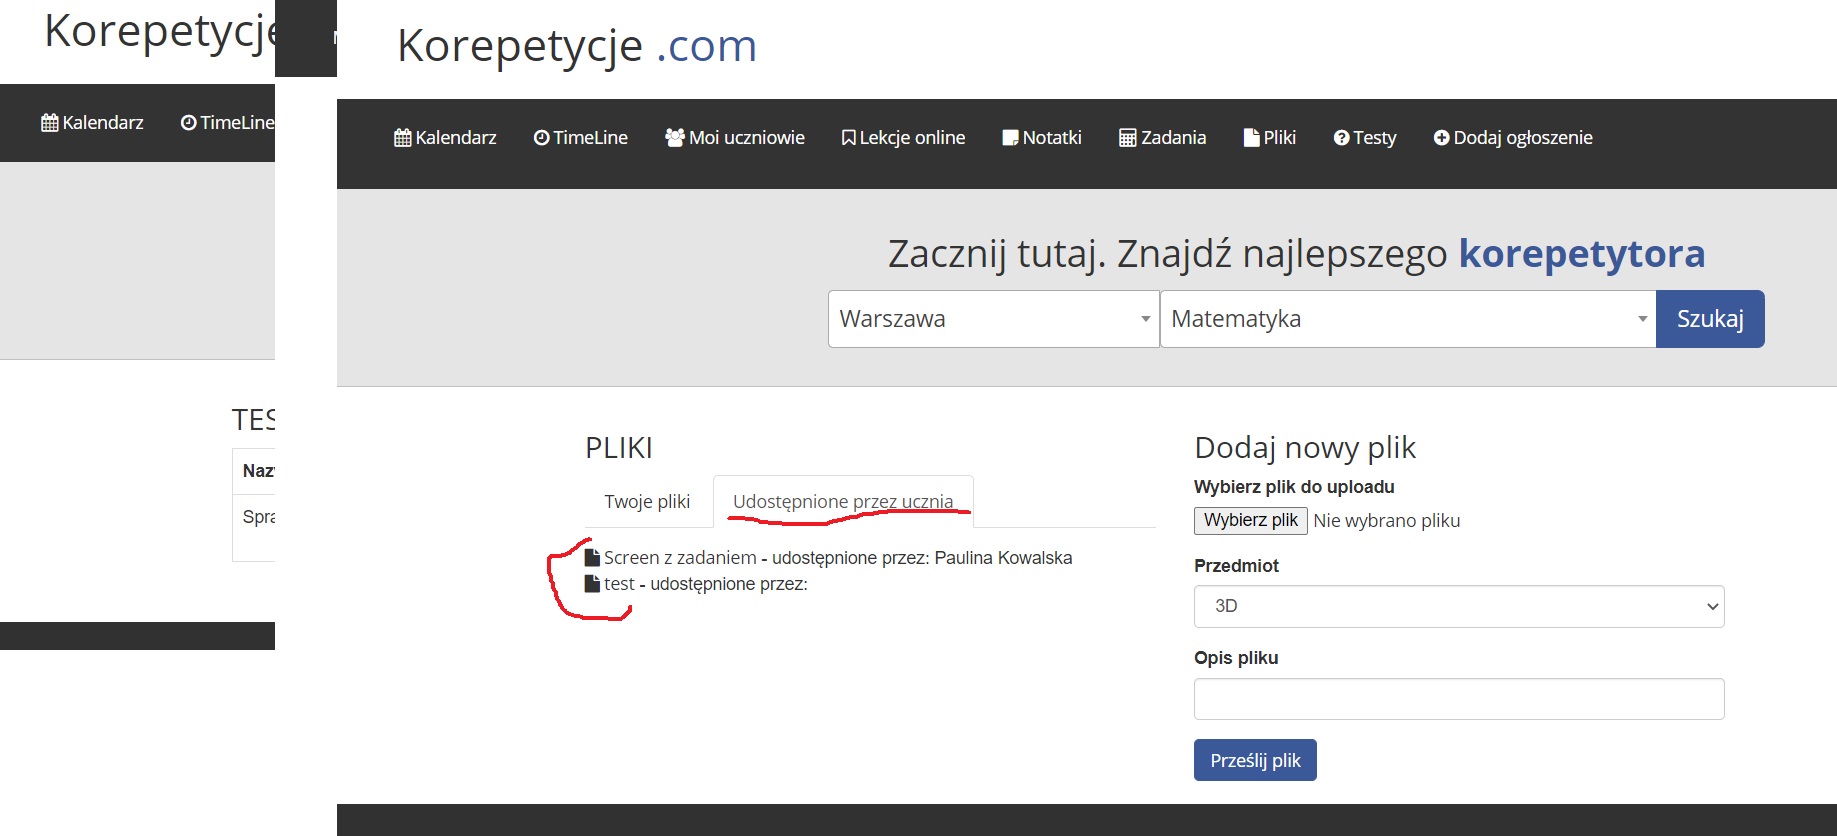 Korepetycje
Kalendarz TimeLine
TES
Spra
Korepetycje .com
Kalendarz TimeLine Moi uczniowie Lekcje online Notatki Zadania Pliki Testy Dodaj ogłoszenie
Zacznij tutaj. Znajdź najlepszego korepetytora
Warszawa Matematyka Szukaj
PLIKI
Twoje pliki Udostępnione przez ucznia
Screen z zadaniem - udostępnione przez: Paulina Kowalska
test - udostępnione przez:
Dodaj nowy plik
Wybierz plik do uploadu
Wybierz plik Nie wybrano pliku
Przedmiot
3D
Opis pliku
Prześlij plik